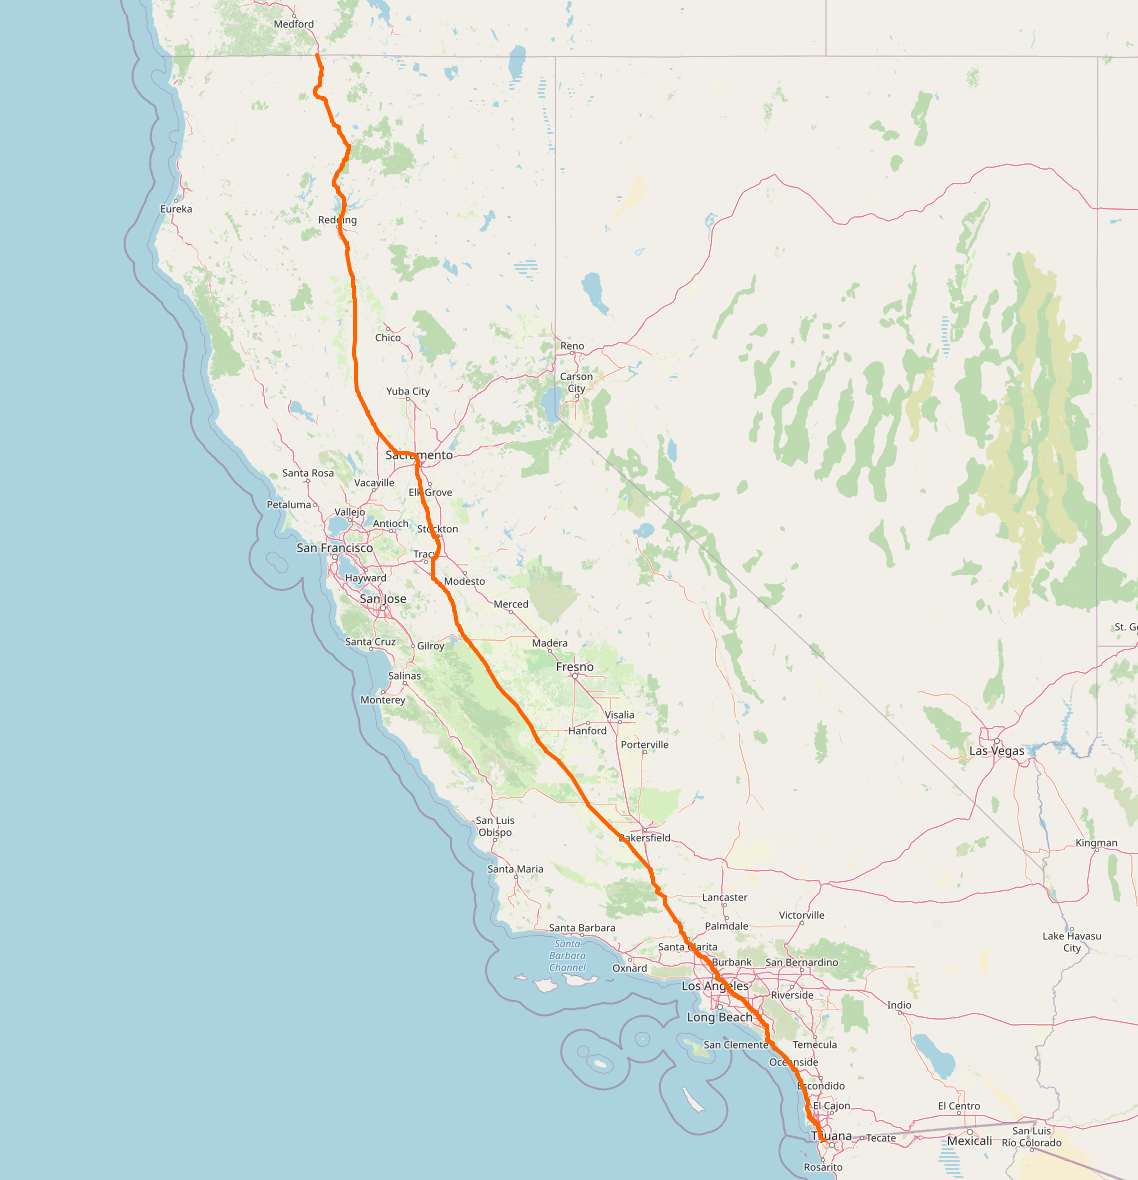 Medford
Eureka
Redding
Chico
Reno
Carson
City
Yuba City
Sacramento
Santa Rosa
Vacaville
Elk Grove
Petaluma
Vallejo
Antioch
Stockton
San Francisco
Tracy
Hayward
Modesto
San Jose
Merced
Santa Cruz
Gilroy
Madera
Fresno
Salinas
Monterey
Visalia
Hanford
Porterville
St. G
Las Vegas
San Luis
Obispo
Bakersfield
Kingman
Santa Maria
Lancaster
Victorville
Palmdale
Santa Barbara
Lake Havasu
City
Santa
Barbara
Channel
Santa Clarita
Oxnard
Burbank
San Bernardino
Los Angeles
Riverside
Indio
Long Beach
San Clemente
Temecula
Oceanside
Escondido
El Cajon
El Centro
Tijuana
Tecate
Mexicali
San Luis
Río Colorado
Rosarito